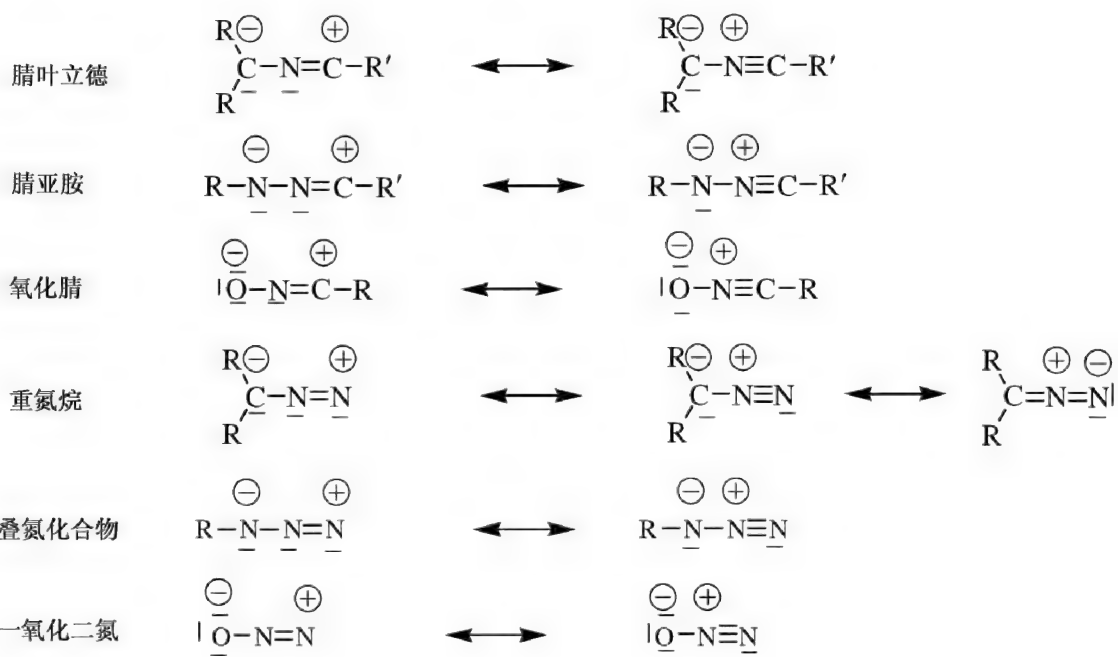 腈叶立德 R⊖ C—N=C—R′ ⊕ R ⟷ R⊖ ⊕ C—N≡C—R′ R
腈亚胺 R—N⊖—N=C⊕—R′ ⟷ R—N⊖—N⊕≡C—R′
氧化腈 |O⊖—N=C⊕—R ⟷ |O⊖—N⊕≡C—R
重氮烷 R⊖ C—N=N⊕ R ⟷ R⊖ C—N⊕≡N R ⟷ R C=N⊕=N⊖| R
叠氮化合物 R—N⊖—N=N⊕ ⟷ R—N⊖—N⊕≡N
一氧化二氮 |O⊖—N=N⊕ ⟷ |O⊖—N⊕≡N